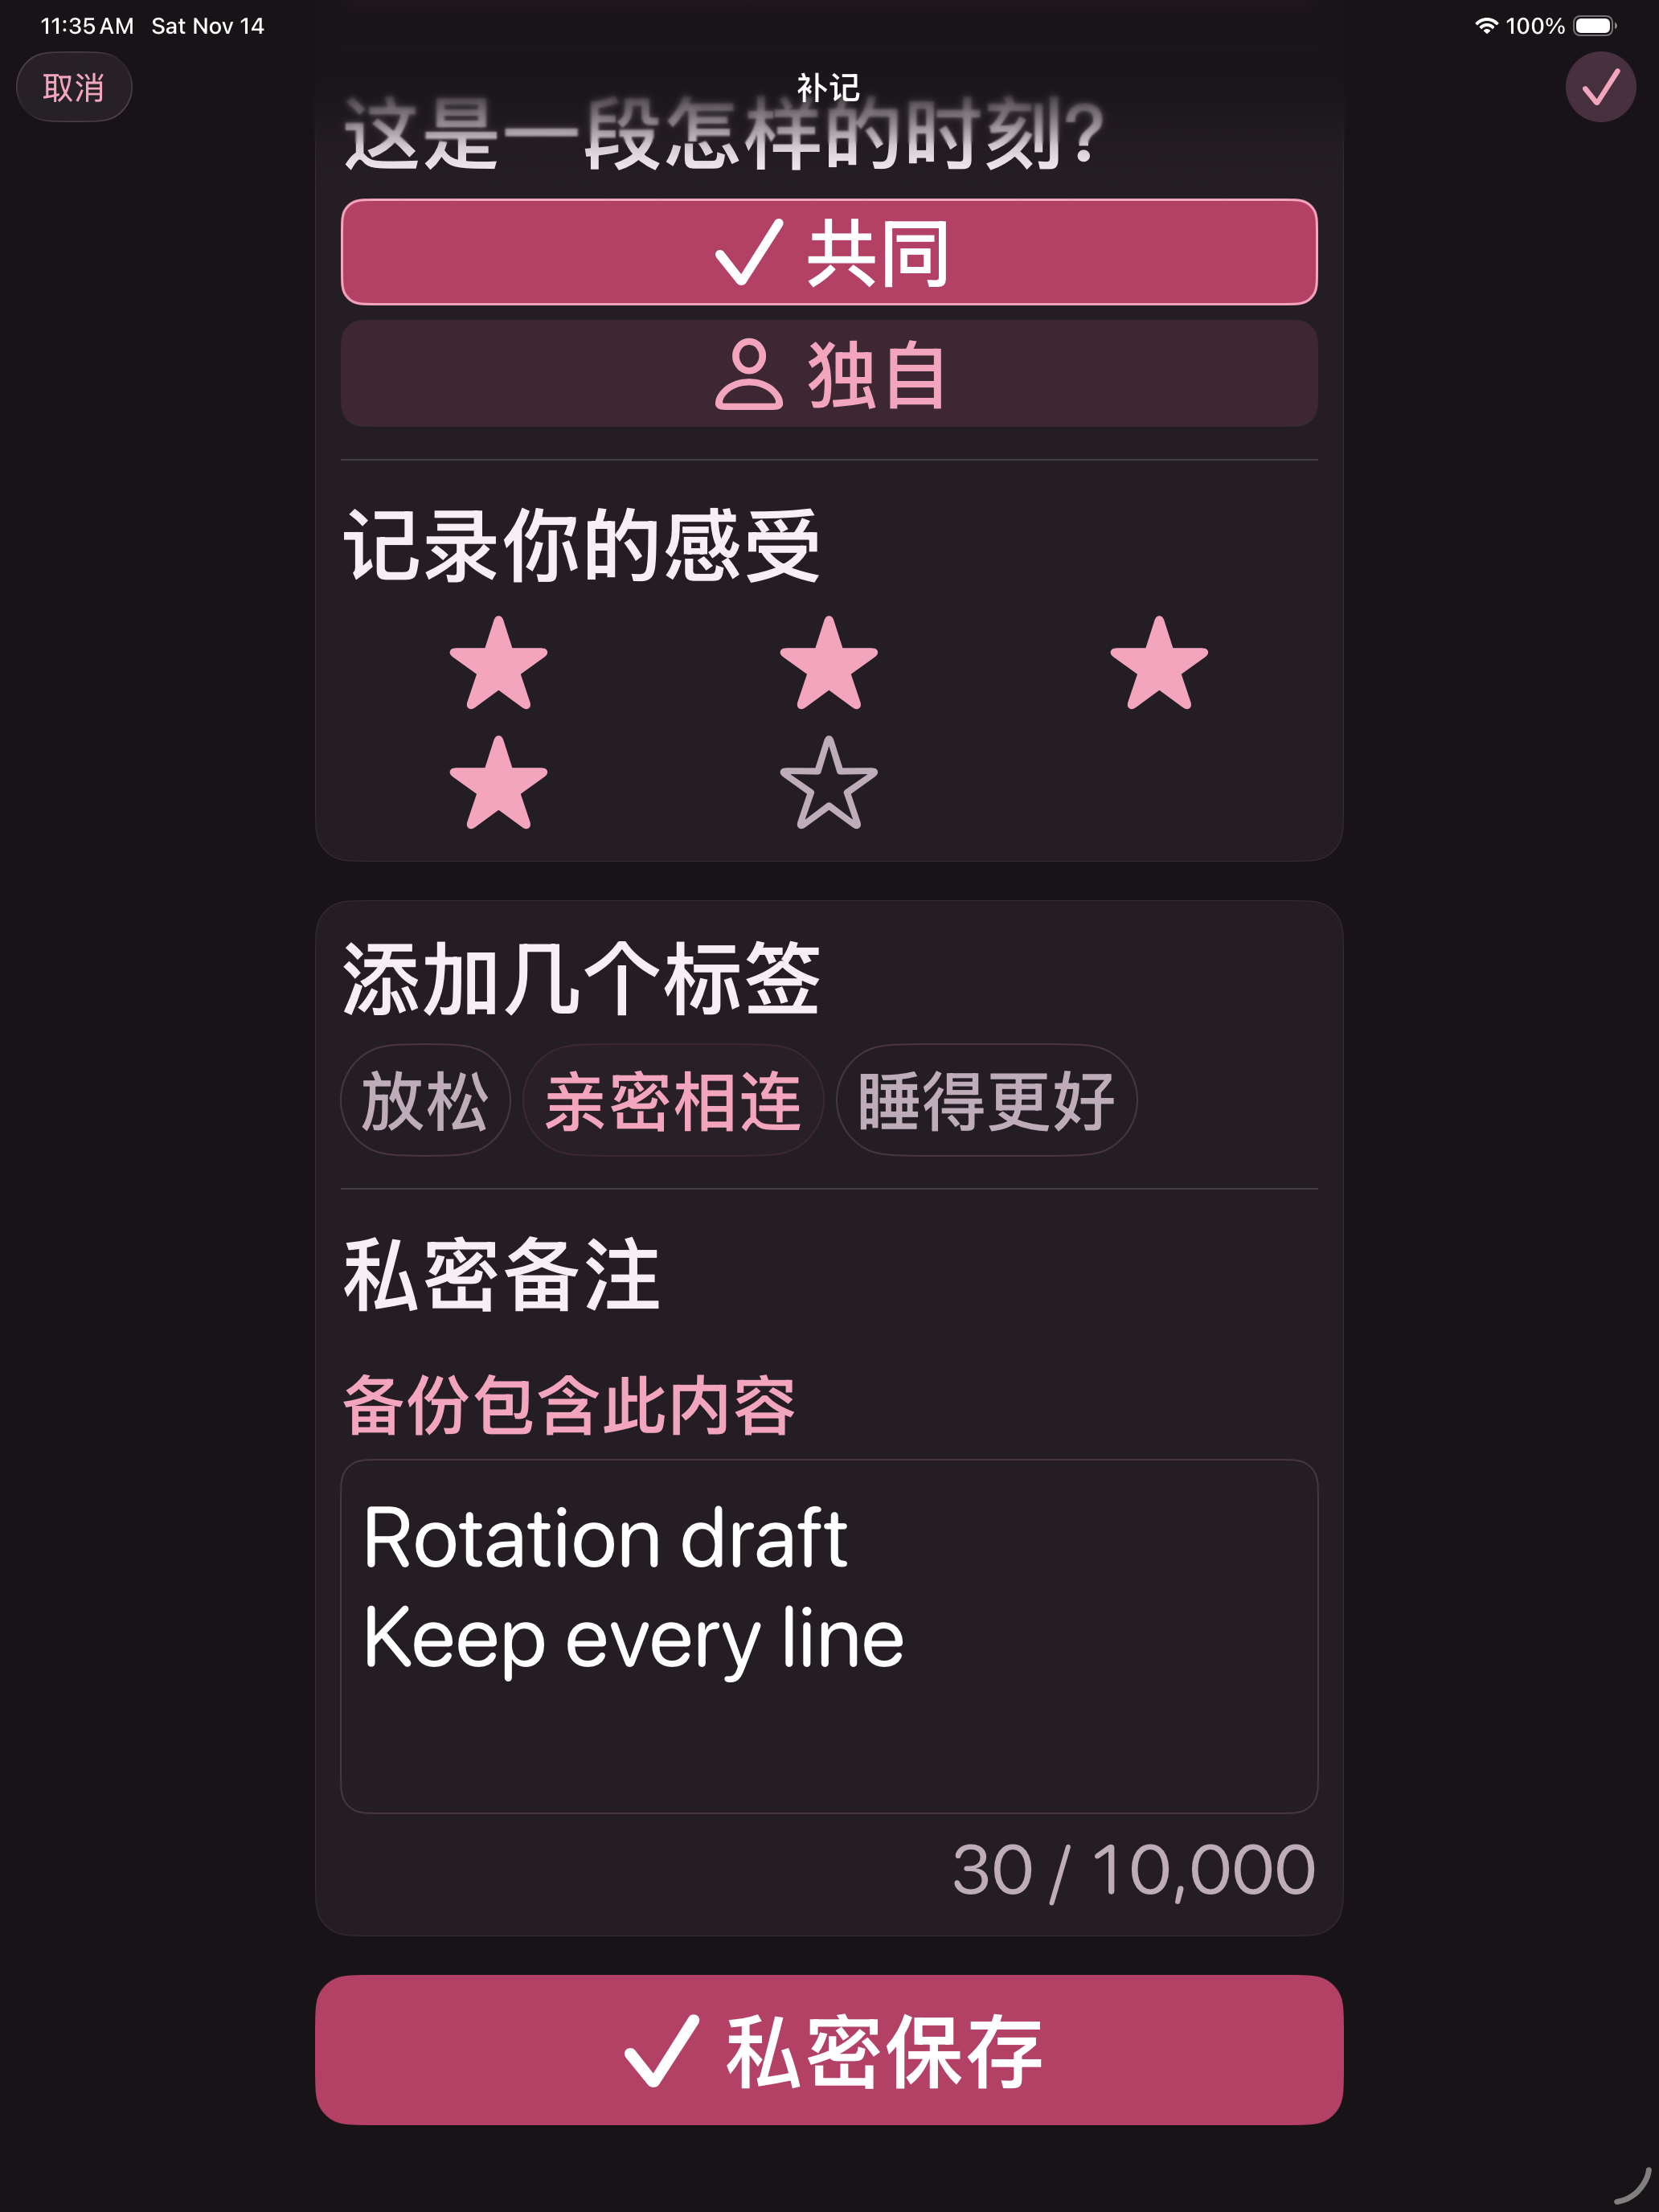 11:35 AM Sat Nov 14 100%
取消 补记
这是一段怎样的时刻?
共同
独自
记录你的感受
添加几个标签
放松 亲密相连 睡得更好
私密备注
备份包含此内容
Rotation draft
Keep every line
30 / 10,000
私密保存